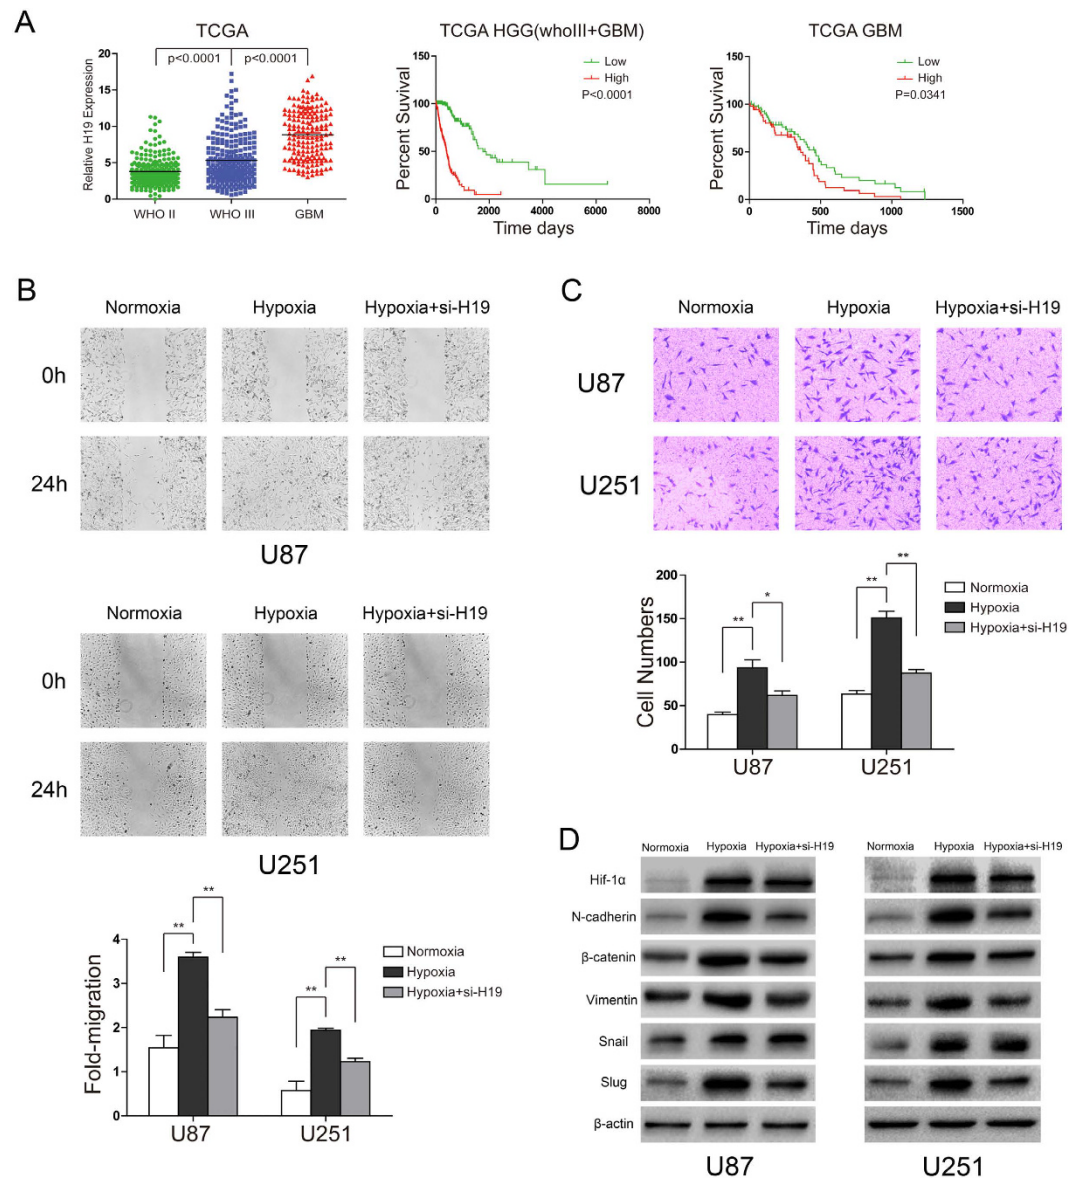 A
TCGA
p<0.0001 p<0.0001
Relative H19 Expression
20
15
10
5
0
WHO II WHO III GBM
TCGA HGG(whoIII+GBM)
Low
High
P<0.0001
Percent Survival
150
100
50
0
0 2000 4000 6000 8000
Time days
TCGA GBM
Low
High
P=0.0341
Percent Survival
150
100
50
0
0 500 1000 1500
Time days
B
Normoxia Hypoxia Hypoxia+si-H19
0h
24h
U87
Normoxia Hypoxia Hypoxia+si-H19
0h
24h
U251
Fold-migration
4
3
2
1
0
** ** ** **
Normoxia
Hypoxia
Hypoxia+si-H19
U87 U251
C
Normoxia Hypoxia Hypoxia+si-H19
U87
U251
Cell Numbers
200
150
100
50
0
** * ** **
Normoxia
Hypoxia
Hypoxia+si-H19
U87 U251
D
Normoxia Hypoxia Hypoxia+si-H19 Normoxia Hypoxia Hypoxia+si-H19
Hif-1α
N-cadherin
β-catenin
Vimentin
Snail
Slug
β-actin
U87 U251